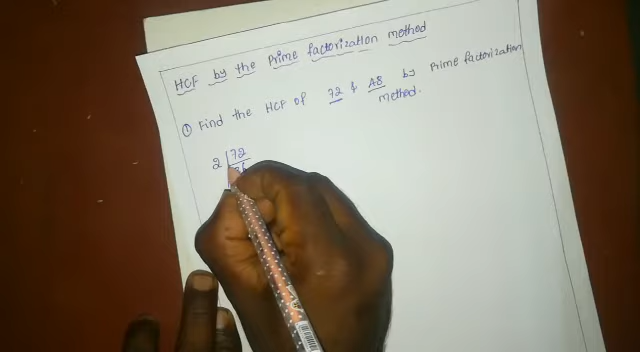 HCF by the Prime factorization method
① Find the HCF of 72 & 48 by Prime factorization
method.
2 72
36